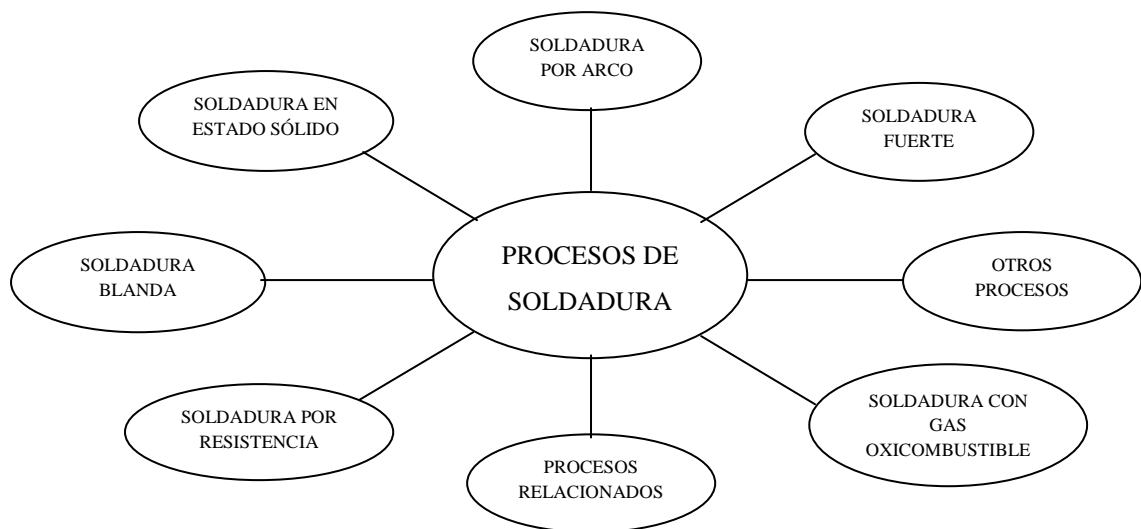 SOLDADURA
POR ARCO
SOLDADURA EN
ESTADO SÓLIDO
SOLDADURA
FUERTE
SOLDADURA
BLANDA
PROCESOS DE
SOLDADURA
OTROS
PROCESOS
SOLDADURA POR
RESISTENCIA
PROCESOS
RELACIONADOS
SOLDADURA CON
GAS
OXICOMBUSTIBLE